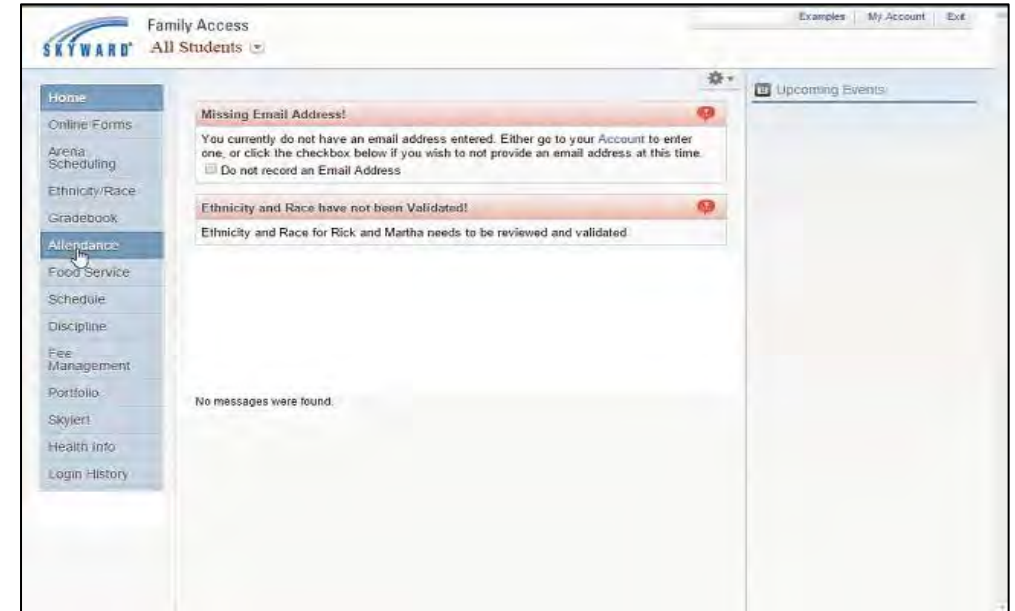 Family Access
SKYWARD®
All Students
Examples
My Account
Exit
Home
Online Forms
Arena
Scheduling
Ethnicity/Race
Gradebook
Attendance
Food Service
Schedule
Discipline
Fee
Management
Portfolio
Skylert
Health Info
Login History
Missing Email Address!
You currently do not have an email address entered. Either go to your Account to enter
one, or click the checkbox below if you wish to not provide an email address at this time.
Do not record an Email Address
Ethnicity and Race have not been Validated!
Ethnicity and Race for Rick and Martha needs to be reviewed and validated
No messages were found.
Upcoming Events